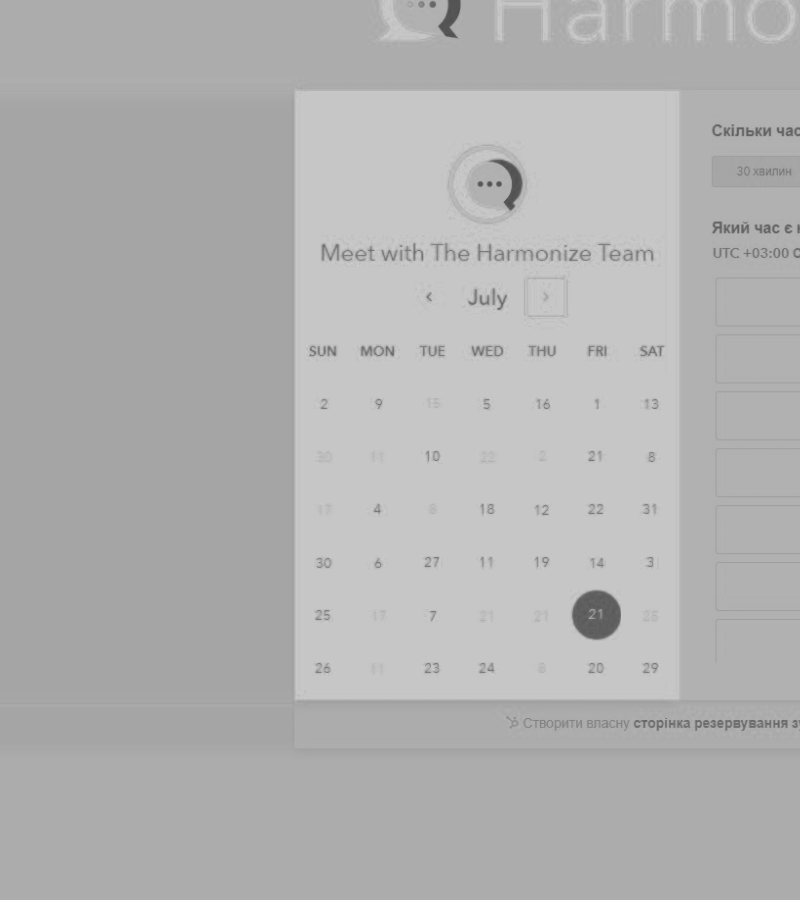 Harmo
Meet with The Harmonize Team
July
SUN MON TUE WED THU FRI SAT
2 9 15 5 16 1 13
30 11 10 22 2 21 8
17 4 8 18 12 22 31
30 6 27 11 19 14 3
25 17 7 21 21 21 25
26 11 23 24 8 20 29
Скільки час
30 хвилин
Який час є н
UTC +03:00
Створити власну сторінка резервування зу